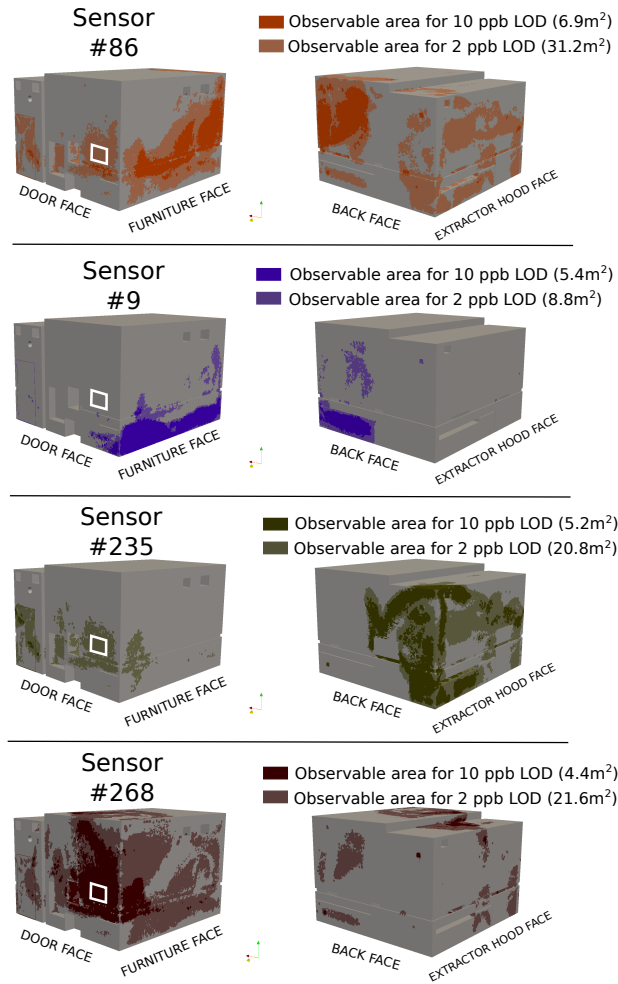 Sensor
#86
Observable area for 10 ppb LOD (6.9m²)
Observable area for 2 ppb LOD (31.2m²)
DOOR FACE
FURNITURE FACE
BACK FACE
EXTRACTOR HOOD FACE
Sensor
#9
Observable area for 10 ppb LOD (5.4m²)
Observable area for 2 ppb LOD (8.8m²)
DOOR FACE
FURNITURE FACE
BACK FACE
EXTRACTOR HOOD FACE
Sensor
#235
Observable area for 10 ppb LOD (5.2m²)
Observable area for 2 ppb LOD (20.8m²)
DOOR FACE
FURNITURE FACE
BACK FACE
EXTRACTOR HOOD FACE
Sensor
#268
Observable area for 10 ppb LOD (4.4m²)
Observable area for 2 ppb LOD (21.6m²)
DOOR FACE
FURNITURE FACE
BACK FACE
EXTRACTOR HOOD FACE